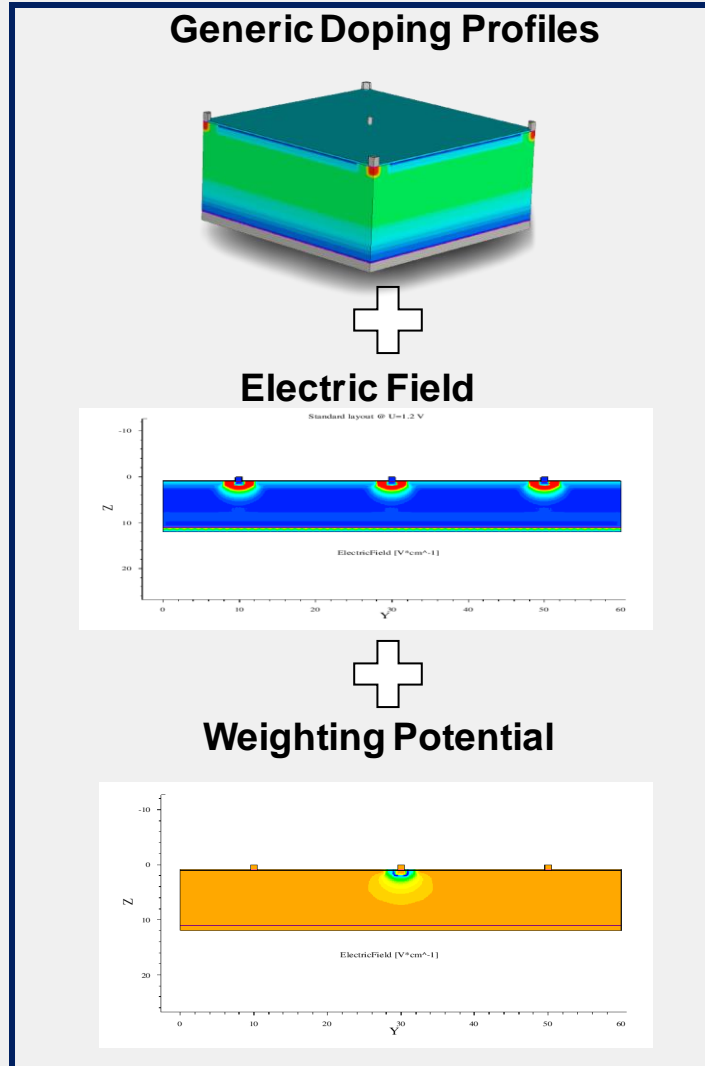 Generic Doping Profiles
Electric Field
Standard layout @ U=1.2 V
-10
0
Z
10
ElectricField [V*cm^-1]
20
0 10 20 30 40 50 60
Y
Weighting Potential
-10
0
Z
10
ElectricField [V*cm^-1]
20
0 10 20 30 40 50 60
Y